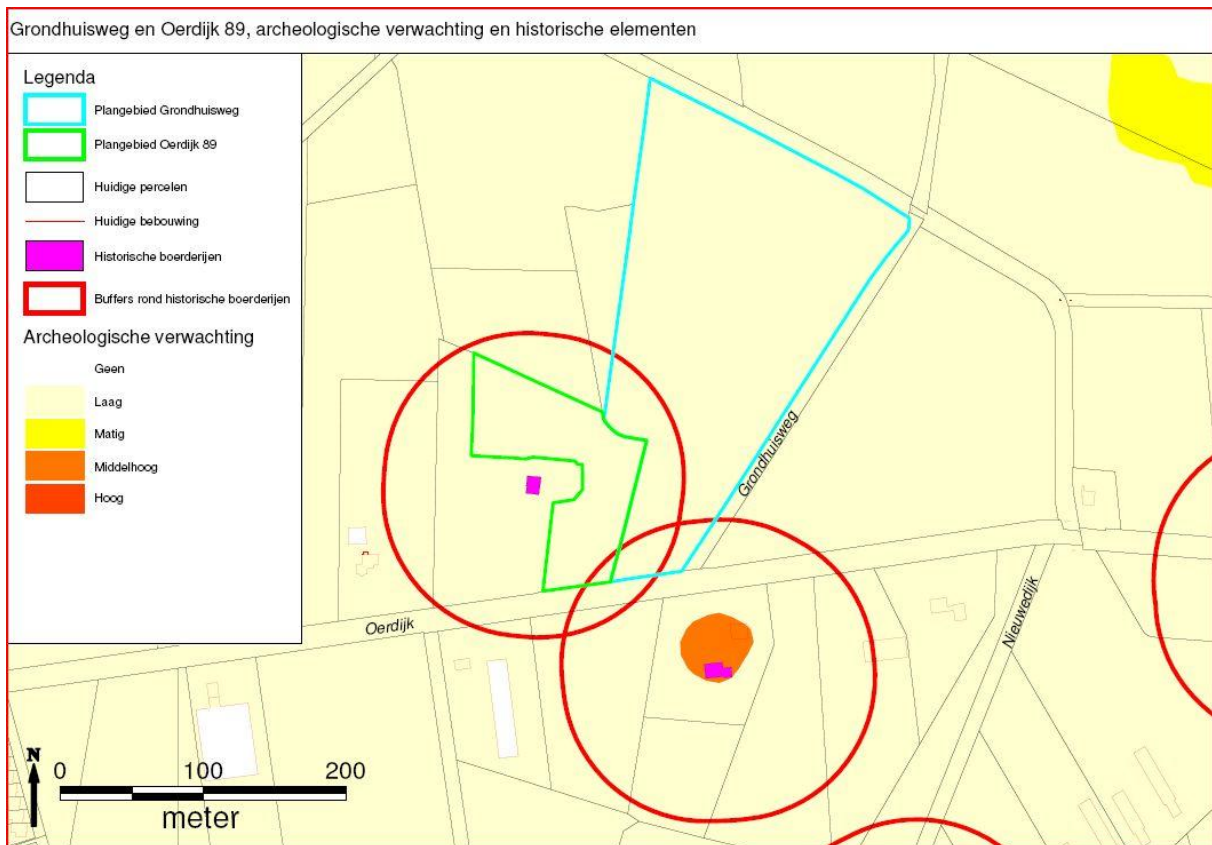 Grondhuisweg en Oerdijk 89, archeologische verwachting en historische elementen
Legenda
Plangebied Grondhuisweg
Plangebied Oerdijk 89
Huidige percelen
Huidige bebouwing
Historische boerderijen
Buffers rond historische boerderijen
Archeologische verwachting
Geen
Laag
Matig
Middelhoog
Hoog
Grondhuisweg
Oerdijk
Nieuwedijk
N
0 100 200
meter